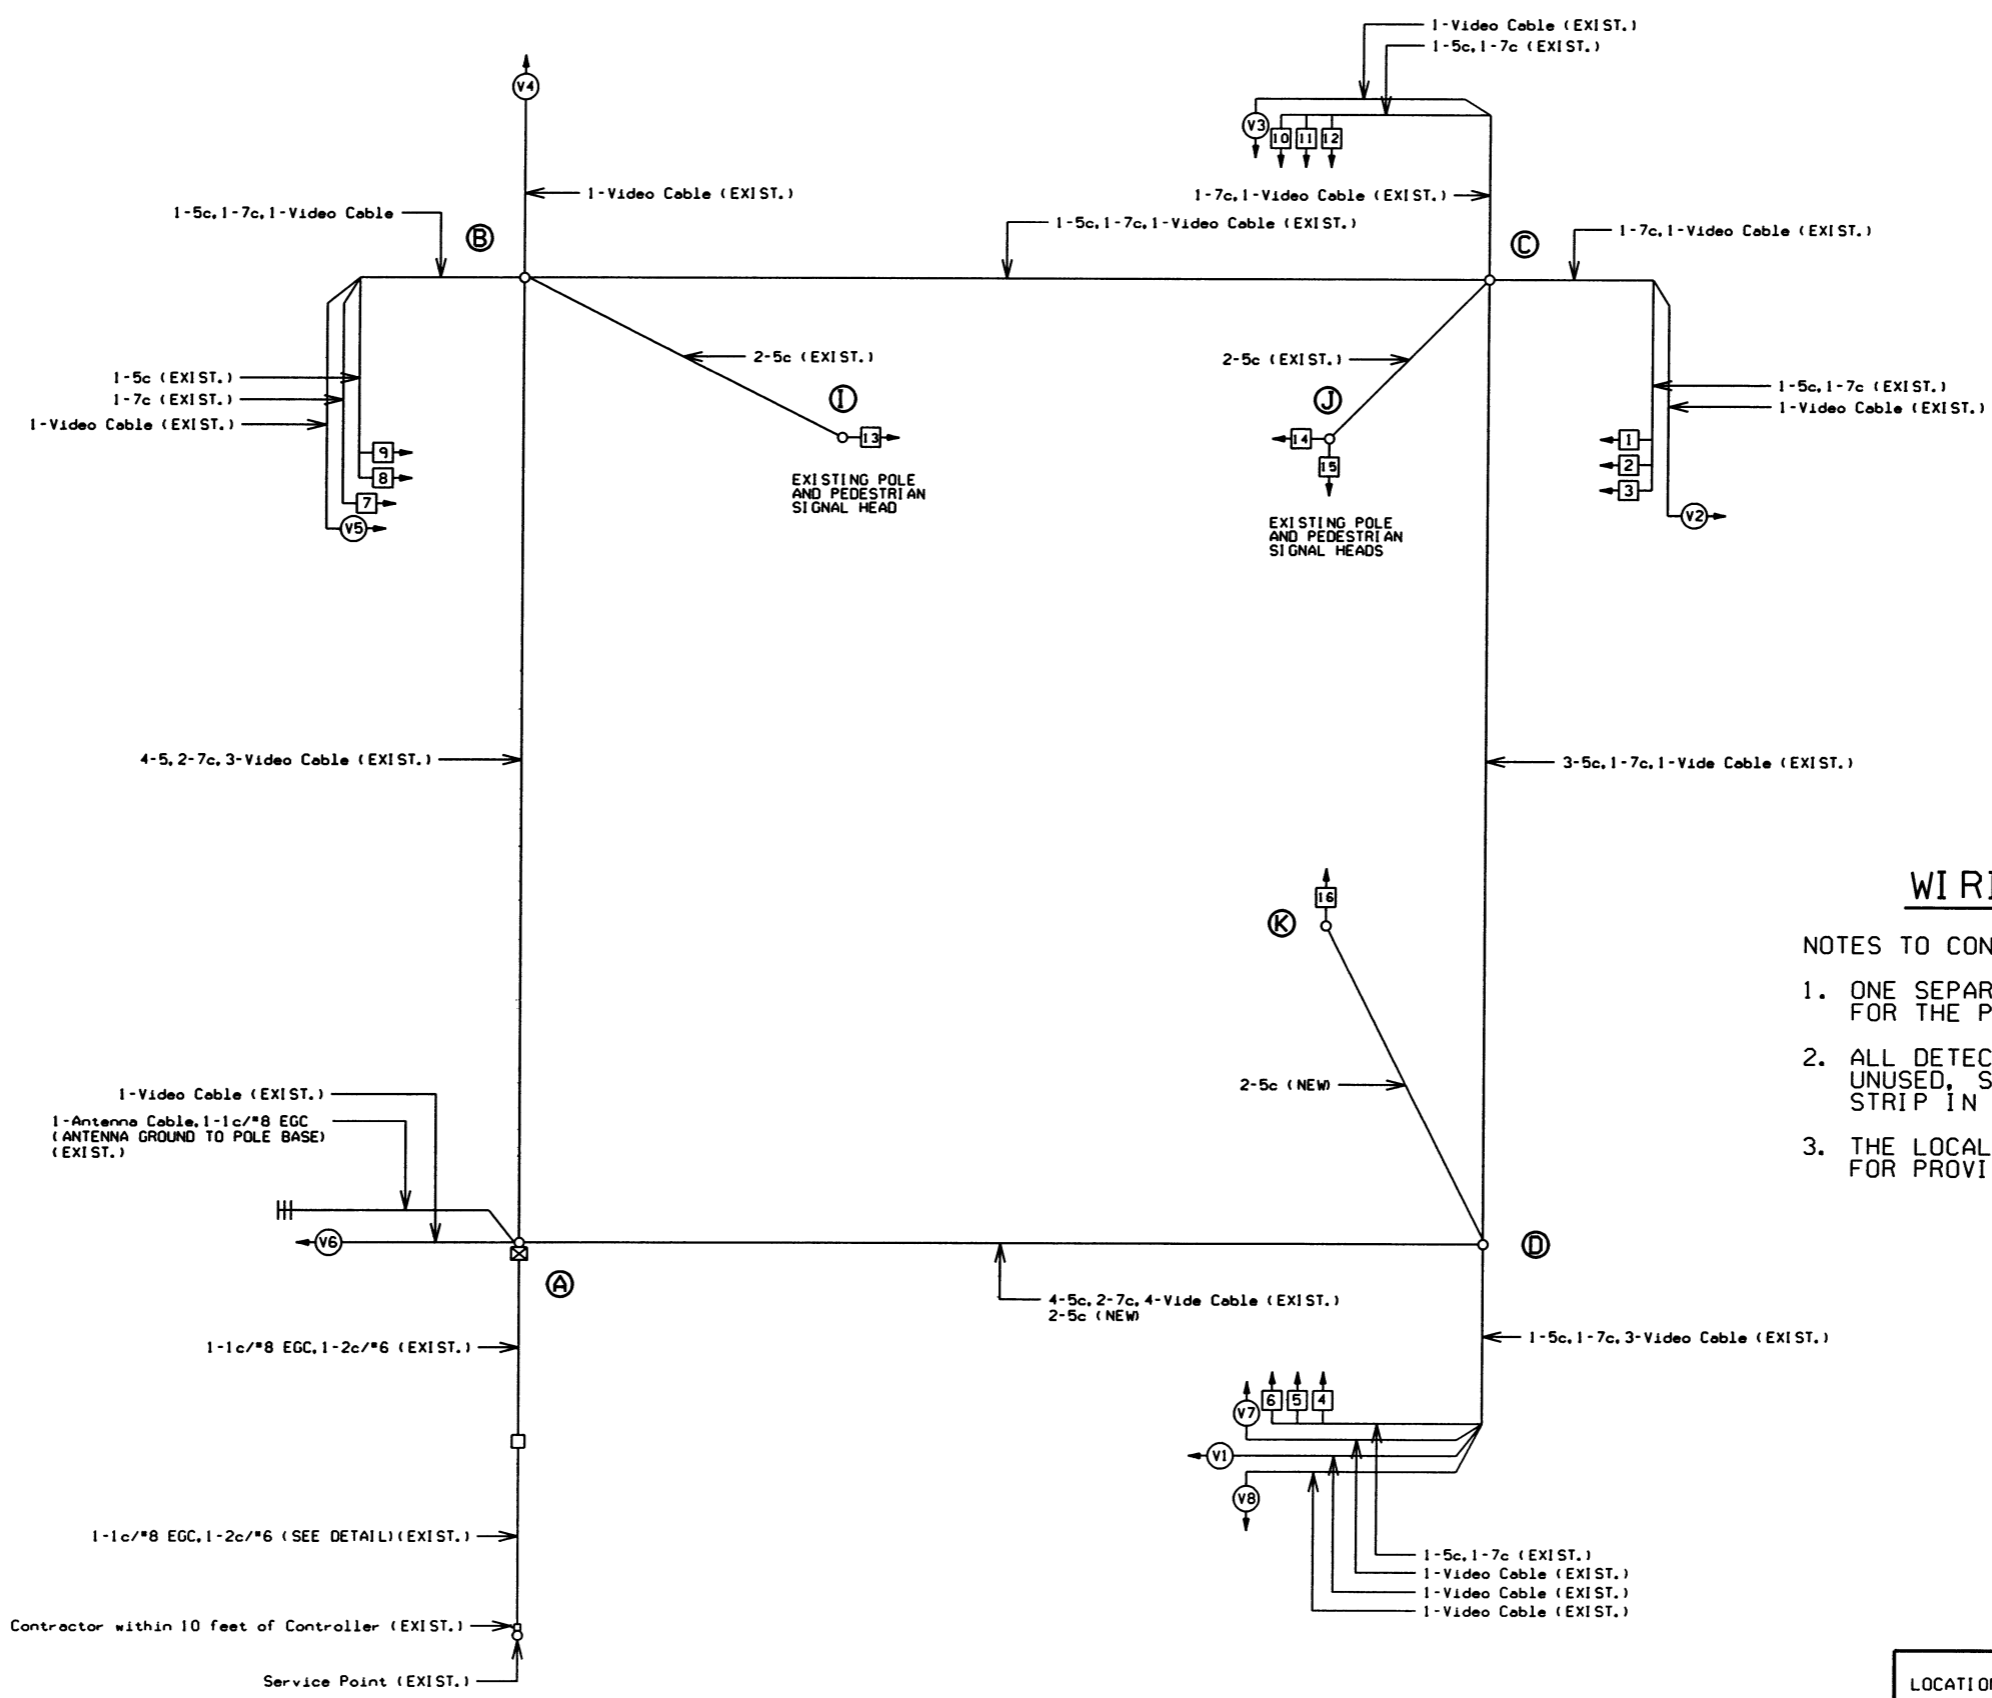 1-Video Cable (EXIST.)
1-5c,1-7c (EXIST.)
V4
V3
10
11
12
1-Video Cable (EXIST.)
1-7c,1-Video Cable (EXIST.)
1-5c,1-7c,1-Video Cable
1-5c,1-7c,1-Video Cable (EXIST.)
1-7c,1-Video Cable (EXIST.)
B
C
2-5c (EXIST.)
2-5c (EXIST.)
1-5c (EXIST.)
1-7c (EXIST.)
1-Video Cable (EXIST.)
1-5c,1-7c (EXIST.)
1-Video Cable (EXIST.)
I
J
13
14
15
9
8
7
V5
1
2
3
V2
EXISTING POLE
AND PEDESTRIAN
SIGNAL HEAD
EXISTING POLE
AND PEDESTRIAN
SIGNAL HEADS
4-5,2-7c,3-Video Cable (EXIST.)
3-5c,1-7c,1-Vide Cable (EXIST.)
16
K
WIRI
NOTES TO CON
1. ONE SEPAR
FOR THE P
2. ALL DETEC
UNUSED, S
STRIP IN
3. THE LOCAL
FOR PROVI
2-5c (NEW)
1-Video Cable (EXIST.)
1-Antenna Cable,1-1c/#8 EGC
(ANTENNA GROUND TO POLE BASE)
(EXIST.)
V6
A
D
4-5c,2-7c,4-Vide Cable (EXIST.)
2-5c (NEW)
1-1c/#8 EGC,1-2c/#6 (EXIST.)
1-5c,1-7c,3-Video Cable (EXIST.)
6
5
4
V7
V1
V8
1-1c/#8 EGC,1-2c/#6 (SEE DETAIL)(EXIST.)
1-5c,1-7c (EXIST.)
1-Video Cable (EXIST.)
1-Video Cable (EXIST.)
1-Video Cable (EXIST.)
Contractor within 10 feet of Controller (EXIST.)
Service Point (EXIST.)
LOCATION